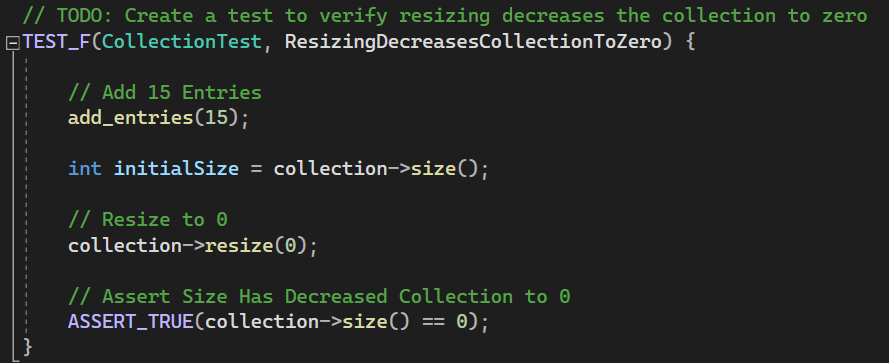 // TODO: Create a test to verify resizing decreases the collection to zero
TEST_F(CollectionTest, ResizingDecreasesCollectionToZero) {
// Add 15 Entries
add_entries(15);
int initialSize = collection->size();
// Resize to 0
collection->resize(0);
// Assert Size Has Decreased Collection to 0
ASSERT_TRUE(collection->size() == 0);
}